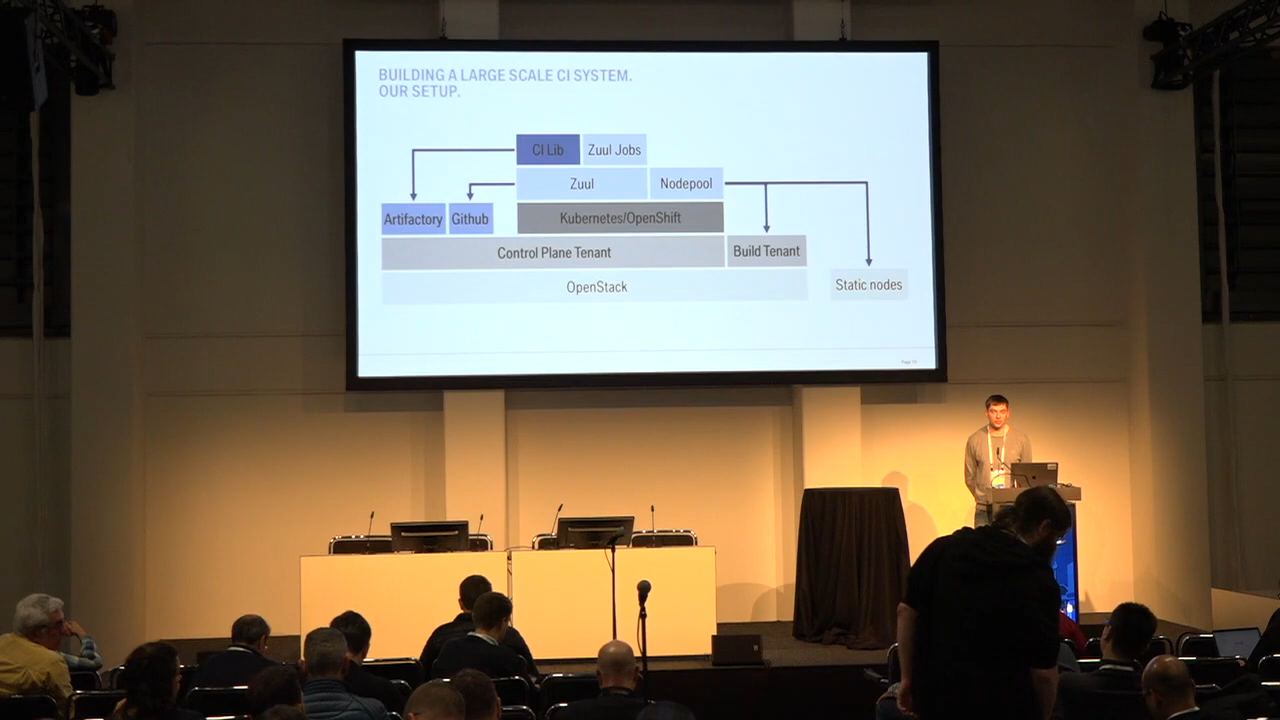 BUILDING A LARGE SCALE CI SYSTEM.
OUR SETUP.
CI Lib
Zuul Jobs
Zuul
Nodepool
Artifactory
Github
Kubernetes/OpenShift
Control Plane Tenant
Build Tenant
OpenStack
Static nodes